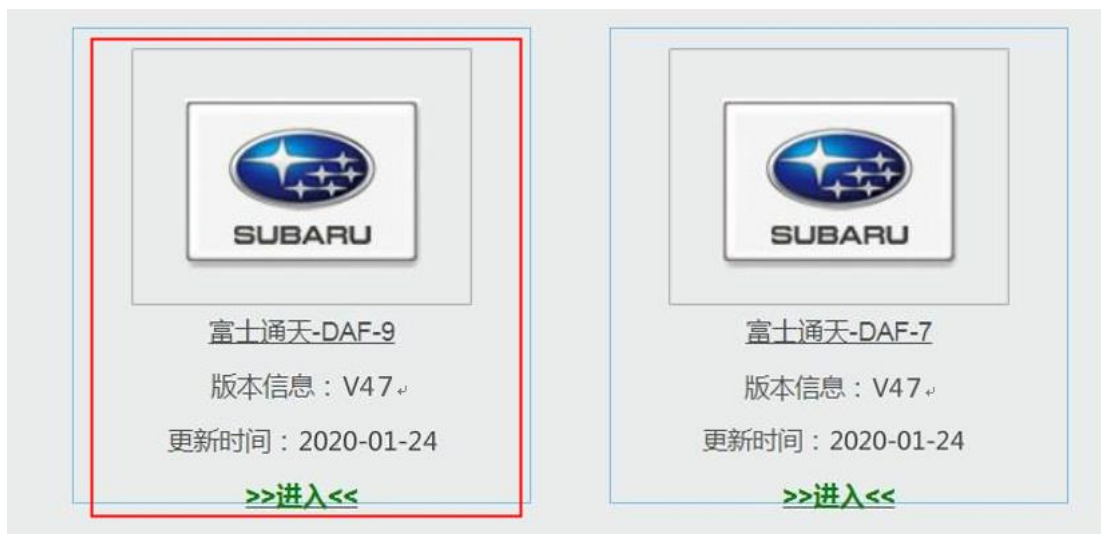 SUBARU
富士通天-DAF-9
版本信息：V47↵
更新时间：2020-01-24
>>进入<<
SUBARU
富士通天-DAF-7
版本信息：V47↵
更新时间：2020-01-24
>>进入<<